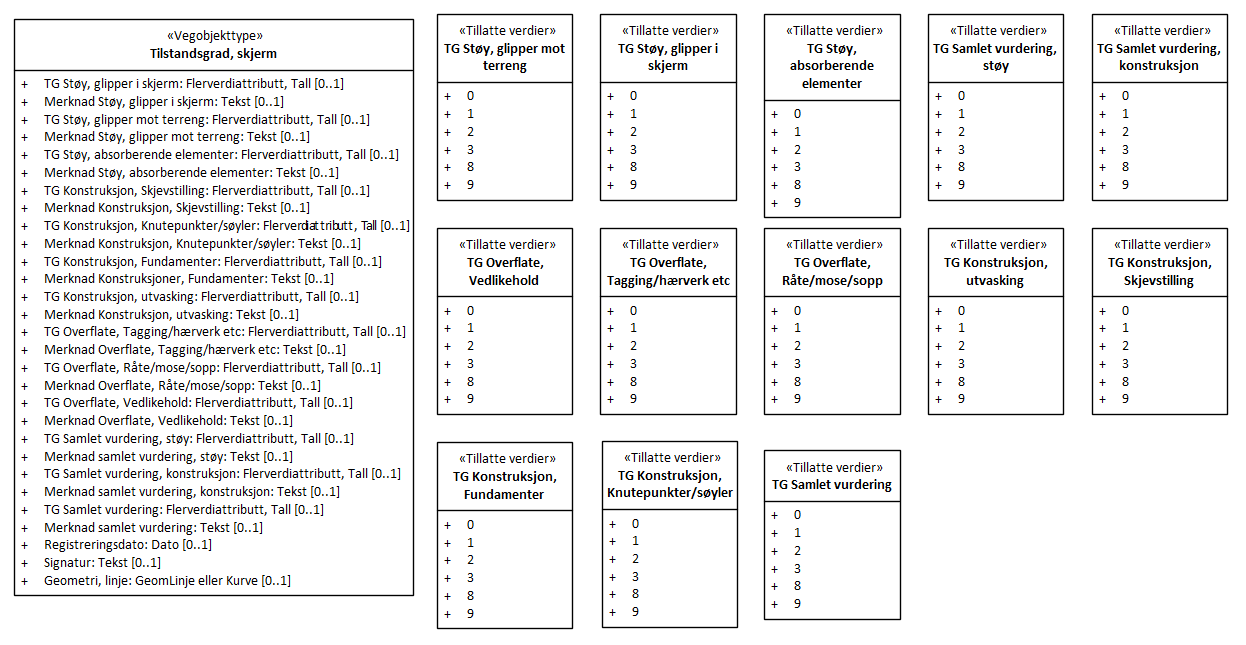 «Vegobjekttype»
Tilstandsgrad, skjerm
+ TG Støy, glipper i skjerm: Flerverdiattributt, Tall [0..1]
+ Merknad Støy, glipper i skjerm: Tekst [0..1]
+ TG Støy, glipper mot terreng: Flerverdiattributt, Tall [0..1]
+ Merknad Støy, glipper mot terreng: Tekst [0..1]
+ TG Støy, absorberende elementer: Flerverdiattributt, Tall [0..1]
+ Merknad Støy, absorberende elementer: Tekst [0..1]
+ TG Konstruksjon, Skjevstilling: Flerverdiattributt, Tall [0..1]
+ Merknad Konstruksjon, Skjevstilling: Tekst [0..1]
+ TG Konstruksjon, Knutepunkter/søyler: Flerverdiattributt, Tall [0..1]
+ Merknad Konstruksjon, Knutepunkter/søyler: Tekst [0..1]
+ TG Konstruksjon, Fundamenter: Flerverdiattributt, Tall [0..1]
+ Merknad Konstruksjoner, Fundamenter: Tekst [0..1]
+ TG Konstruksjon, utvasking: Flerverdiattributt, Tall [0..1]
+ Merknad Konstruksjon, utvasking: Tekst [0..1]
+ TG Overflate, Tagging/hærverk etc: Flerverdiattributt, Tall [0..1]
+ Merknad Overflate, Tagging/hærverk etc: Tekst [0..1]
+ TG Overflate, Råte/mose/sopp: Flerverdiattributt, Tall [0..1]
+ Merknad Overflate, Råte/mose/sopp: Tekst [0..1]
+ TG Overflate, Vedlikehold: Flerverdiattributt, Tall [0..1]
+ Merknad Overflate, Vedlikehold: Tekst [0..1]
+ TG Samlet vurdering, støy: Flerverdiattributt, Tall [0..1]
+ Merknad samlet vurdering, støy: Tekst [0..1]
+ TG Samlet vurdering, konstruksjon: Flerverdiattributt, Tall [0..1]
+ Merknad samlet vurdering, konstruksjon: Tekst [0..1]
+ TG Samlet vurdering: Flerverdiattributt, Tall [0..1]
+ Merknad samlet vurdering: Tekst [0..1]
+ Registreringsdato: Dato [0..1]
+ Signatur: Tekst [0..1]
+ Geometri, linje: GeomLinje eller Kurve [0..1]
«Tillatte verdier»
TG Støy, glipper mot
terreng
+ 0
+ 1
+ 2
+ 3
+ 8
+ 9
«Tillatte verdier»
TG Støy, glipper i
skjerm
+ 0
+ 1
+ 2
+ 3
+ 8
+ 9
«Tillatte verdier»
TG Støy,
absorberende
elementer
+ 0
+ 1
+ 2
+ 3
+ 8
+ 9
«Tillatte verdier»
TG Samlet vurdering,
støy
+ 0
+ 1
+ 2
+ 3
+ 8
+ 9
«Tillatte verdier»
TG Samlet vurdering,
konstruksjon
+ 0
+ 1
+ 2
+ 3
+ 8
+ 9
«Tillatte verdier»
TG Overflate,
Vedlikehold
+ 0
+ 1
+ 2
+ 3
+ 8
+ 9
«Tillatte verdier»
TG Overflate,
Tagging/hærverk etc
+ 0
+ 1
+ 2
+ 3
+ 8
+ 9
«Tillatte verdier»
TG Overflate,
Råte/mose/sopp
+ 0
+ 1
+ 2
+ 3
+ 8
+ 9
«Tillatte verdier»
TG Konstruksjon,
utvasking
+ 0
+ 1
+ 2
+ 3
+ 8
+ 9
«Tillatte verdier»
TG Konstruksjon,
Skjevstilling
+ 0
+ 1
+ 2
+ 3
+ 8
+ 9
«Tillatte verdier»
TG Konstruksjon,
Fundamenter
+ 0
+ 1
+ 2
+ 3
+ 8
+ 9
«Tillatte verdier»
TG Konstruksjon,
Knutepunkter/søyler
+ 0
+ 1
+ 2
+ 3
+ 8
+ 9
«Tillatte verdier»
TG Samlet vurdering
+ 0
+ 1
+ 2
+ 3
+ 8
+ 9